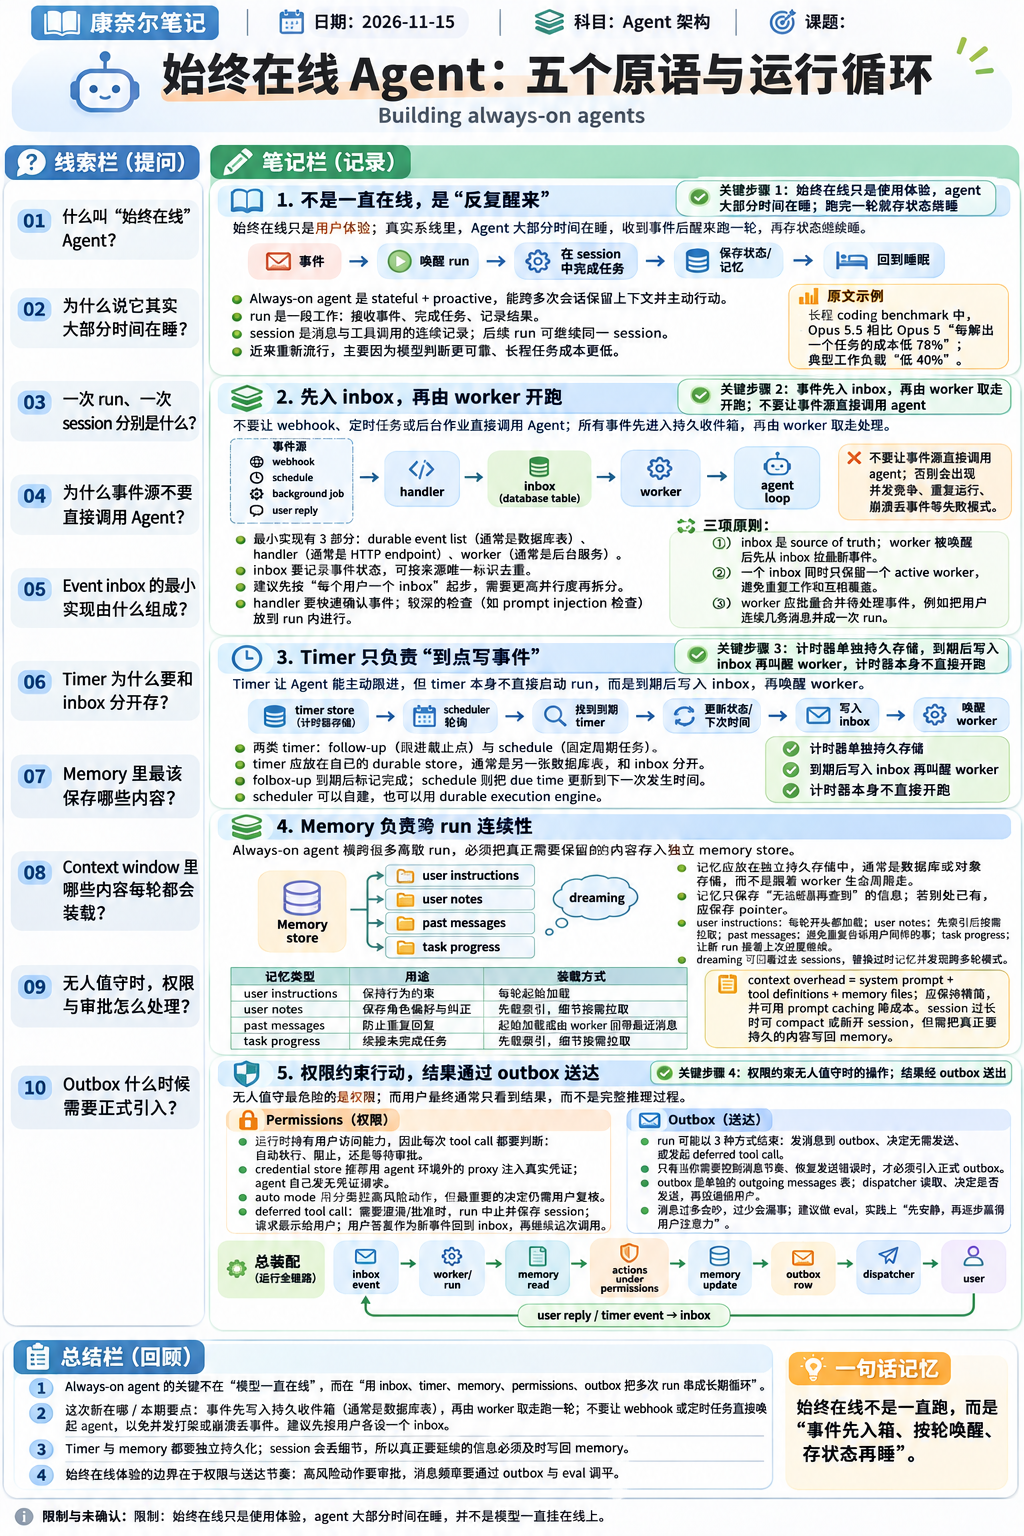 康奈尔笔记
日期：2026-11-15
科目：Agent 架构
课题：
始终在线 Agent：五个原语与运行循环
Building always-on agents
线索栏（提问）
01 什么叫“始终在线”
Agent？
02 为什么说它其实
大部分时间在睡？
03 一次 run、一次
session 分别是什么？
04 为什么事件源不要
直接调用 Agent？
05 Event inbox 的最小
实现由什么组成？
06 Timer 为什么要和
inbox 分开存？
07 Memory 里最该
保存哪些内容？
08 Context window 里
哪些内容每轮都会
装载？
09 无人值守时，权限
与审批怎么处理？
10 Outbox 什么时候
需要正式引入？
笔记栏（记录）
1. 不是一直在线，是“反复醒来”
关键步骤 1：始终在线只是使用体验，agent
大部分时间在睡；跑完一轮就存状态继睡
始终在线只是用户体验；真实系统里，Agent 大部分时间在睡，收到事件后醒来跑一轮，再存状态继续睡。
事件
唤醒 run
在 session
中完成任务
保存状态/
记忆
回到睡眠
Always-on agent 是 stateful + proactive，能跨多次会话保留上下文并主动行动。
run 是一段工作：接收事件、完成任务、记录结果。
session 是消息与工具调用的连续记录；后续 run 可继续同一 session。
近来重新流行，主要因为模型判断更可靠、长程任务成本更低。
原文示例
长程 coding benchmark 中，
Opus 5.5 相比 Opus 5“每解出
一个任务的成本低 78%”；
典型工作负载“低 40%”。
2. 先入 inbox，再由 worker 开跑
关键步骤 2：事件先入 inbox，再由 worker 取走
开跑；不要让事件源直接调用 agent
不要让 webhook、定时任务或后台作业直接调用 Agent；所有事件先进入持久收件箱，再由 worker 取走处理。
事件源
webhook
schedule
background job
user reply
handler
inbox
(database table)
worker
agent
loop
不要让事件源直接调用
agent；否则会出现
并发竞争、重复运行、
崩溃丢事件等失败模式。
最小实现有 3 部分：durable event list（通常是数据库表）、
handler（通常是 HTTP endpoint）、worker（通常是后台服务）。
inbox 要记录事件状态，可按来源唯一标识去重。
建议先按“每个用户一个 inbox”起步，需要更高并行度再拆分。
handler 要快速确认事件；较深的检查（如 prompt injection 检查）
放到 run 内进行。
三项原则：
① inbox 是 source of truth；worker 被唤醒
后先从 inbox 拉最新事件。
② 一个 inbox 同时只保留一个 active worker，
避免重复工作和互相覆盖。
③ worker 应批量合并待处理事件，例如把用户
连续几条消息并成一次 run。
3. Timer 只负责“到点写事件”
关键步骤 3：计时器单独持久存储，到期后写入
inbox 再叫醒 worker，计时器本身不直接开跑
Timer 让 Agent 能主动跟进，但 timer 本身不直接启动 run，而是到期后写入 inbox，再唤醒 worker。
timer store
（计时器存储）
scheduler
轮询
找到到期
timer
更新状态/
下次时间
写入
inbox
唤醒
worker
两类 timer：follow-up（跟进截止点）与 schedule（固定周期任务）。
timer 应放在自己的 durable store，通常是另一张数据库表，和 inbox 分开。
folbox-up 到期后标记完成；schedule 则把 due time 更新到下一次发生时间。
scheduler 可以自建，也可以用 durable execution engine。
计时器单独持久存储
到期后写入 inbox 再叫醒 worker
计时器本身不直接开跑
4. Memory 负责跨 run 连续性
Always-on agent 横跨很多离散 run，必须把真正需要保留的内容存入独立 memory store。
Memory
store
user instructions
user notes
past messages
task progress
dreaming
记忆应放在独立持久存储中，通常是数据库或对象
存储，而不是跟着 worker 生命周期走。
记忆只保存“无法从别再查到”的信息；若别处已有，
应保存 pointer。
user instructions：每轮开头都加载；user notes：先索引后按需
拉取；past messages：避免重复告诉用户同样的事；task progress：
让新 run 接着上次进度继续。
dreaming 可回看过去 sessions，替换过时记忆并发现跨多轮模式。
记忆类型 用途 装载方式
user instructions 保持行为约束 每轮起始加载
user notes 保存角色偏好与纠正 先载索引，细节按需拉取
past messages 防止重复回复 起始加载或由 worker 回带最近消息
task progress 续接未完成任务 先载索引，细节按需拉取
context overhead = system prompt +
tool definitions + memory files；应保持精简，
并可用 prompt caching 降成本。session 过长
时可 compact 或新开 session，但需把真正要
持久的内容写回 memory。
5. 权限约束行动，结果通过 outbox 送达
关键步骤 4：权限约束无人值守时的操作；结果经 outbox 送出
无人值守最危险的是权限；而用户最终通常只看到结果，而不是完整推理过程。
Permissions（权限）
运行时持有用户访问能力，因此每次 tool call 都要判断：
自动执行、阻止，还是等待审批。
credential store 推荐用 agent 环境外的 proxy 注入真实凭证；
agent 自己发无凭证请求。
auto mode 用分类拦高风险动作，但最重要的决定仍需用户复核。
deferred tool call：需要澄清/批准时，run 中止并保存 session；
请求展示给用户；用户答复作为新事件回到 inbox，再继续这次调用。
Outbox（送达）
run 可能以 3 种方式结束：发消息到 outbox、决定无需发送、
或发起 deferred tool call。
只有当你需要控制消息节奏、恢复发送错误时，才必须引入正式 outbox。
outbox 是单独的 outgoing messages 表；dispatcher 读取、决定是否
发送，再送通俑用户。
消息过多会吵，过少会漏事；建议做 eval，实践上“先安静，再逐步赢得
用户注意力”。
总装配
（运行全链路）
inbox
event
worker/
run
memory
read
actions
under
permissions
memory
update
outbox
row
dispatcher
user
user reply / timer event → inbox
总结栏（回顾）
1 Always-on agent 的关键不在“模型一直在线”，而在“用 inbox、timer、memory、permissions、outbox 把多次 run 串成长期循环”。
2 这次新在哪 / 本期要点：事件先写入持久收件箱（通常是数据库表），再由 worker 取走跑一轮；不要让 webhook 或定时任务直接唤
起 agent，以免并发打架或崩溃丢事件。建议先按用户各设一个 inbox。
3 Timer 与 memory 都要独立持久化；session 会丢细节，所以真正要延续的信息必须及时写回 memory。
4 始终在线体验的边界在于权限与送达节奏：高风险动作要审批，消息频率要通过 outbox 与 eval 调平。
一句话记忆
始终在线不是一直跑，而是
“事件先入箱、按轮唤醒、
存状态再睡”。
限制与未确认：限制：始终在线只是使用体验，agent 大部分时间在睡，并不是模型一直挂在线上。